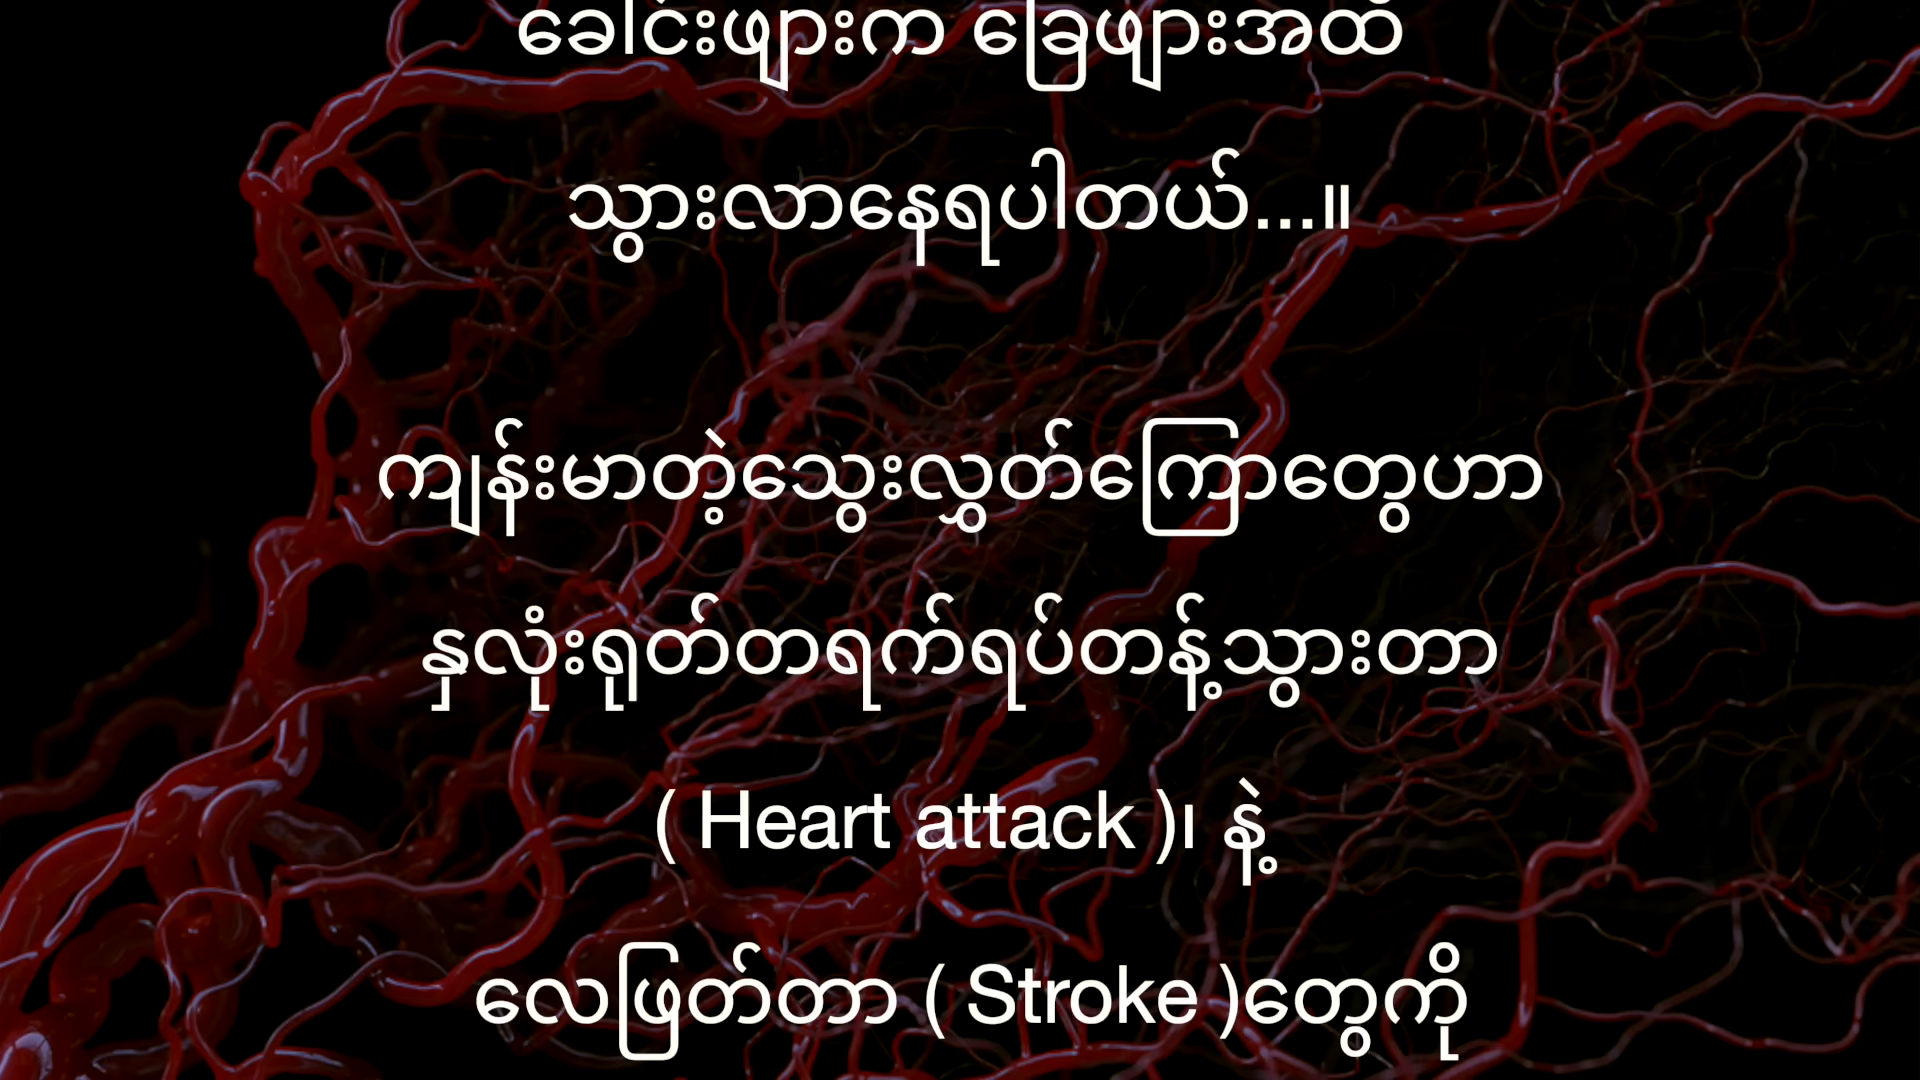 ခေါင်းဖျားက ခြေဖျားအထိ
သွားလာနေရပါတယ်...။
ကျန်းမာတဲ့သွေးလွှတ်ကြောတွေဟာ
နှလုံးရုတ်တရက်ရပ်တန့်သွားတာ
( Heart attack )၊ နဲ့
လေဖြတ်တာ ( Stroke )တွေကို